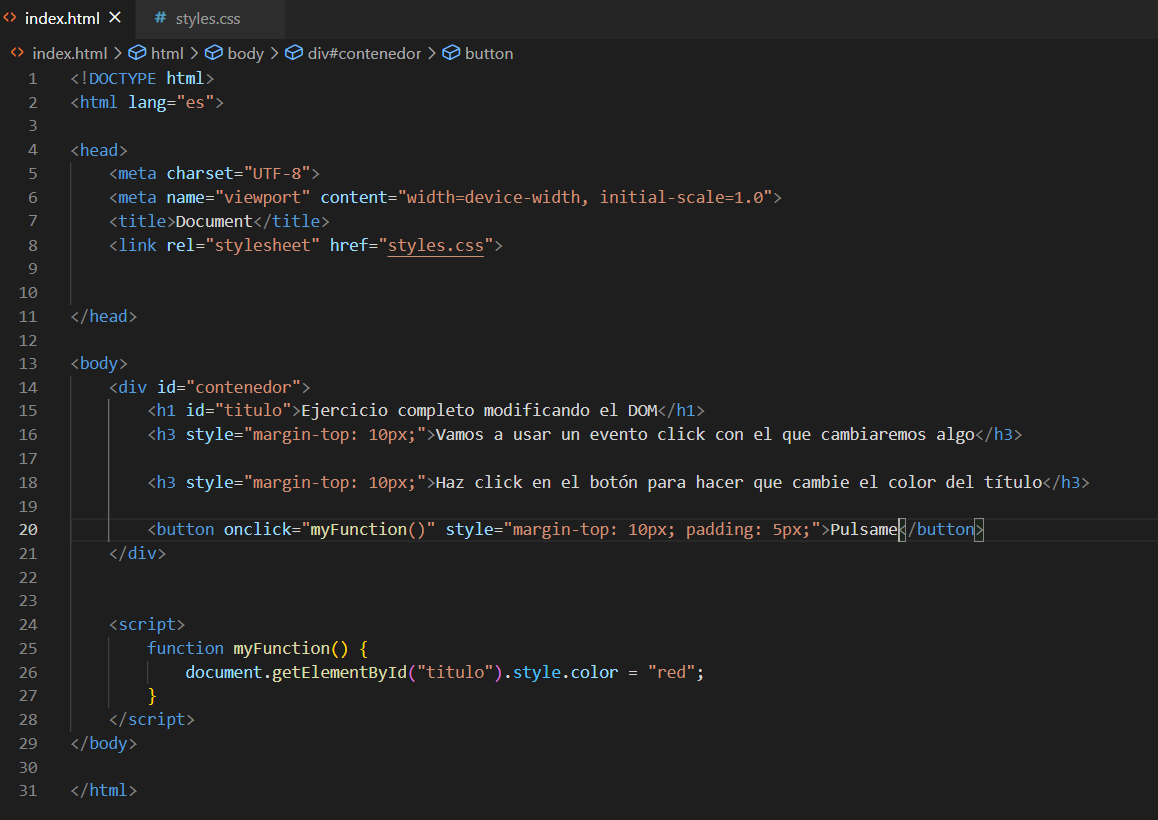 index.html
styles.css
index.html > html > body > div#contenedor > button
1 <!DOCTYPE html>
2 <html lang="es">
3
4 <head>
5     <meta charset="UTF-8">
6     <meta name="viewport" content="width=device-width, initial-scale=1.0">
7     <title>Document</title>
8     <link rel="stylesheet" href="styles.css">
9
10
11 </head>
12
13 <body>
14     <div id="contenedor">
15         <h1 id="titulo">Ejercicio completo modificando el DOM</h1>
16         <h3 style="margin-top: 10px;">Vamos a usar un evento click con el que cambiaremos algo</h3>
17
18         <h3 style="margin-top: 10px;">Haz click en el botón para hacer que cambie el color del título</h3>
19
20         <button onclick="myFunction()" style="margin-top: 10px; padding: 5px;">Pulsame</button>
21     </div>
22
23
24     <script>
25         function myFunction() {
26             document.getElementById("titulo").style.color = "red";
27         }
28     </script>
29 </body>
30
31 </html>